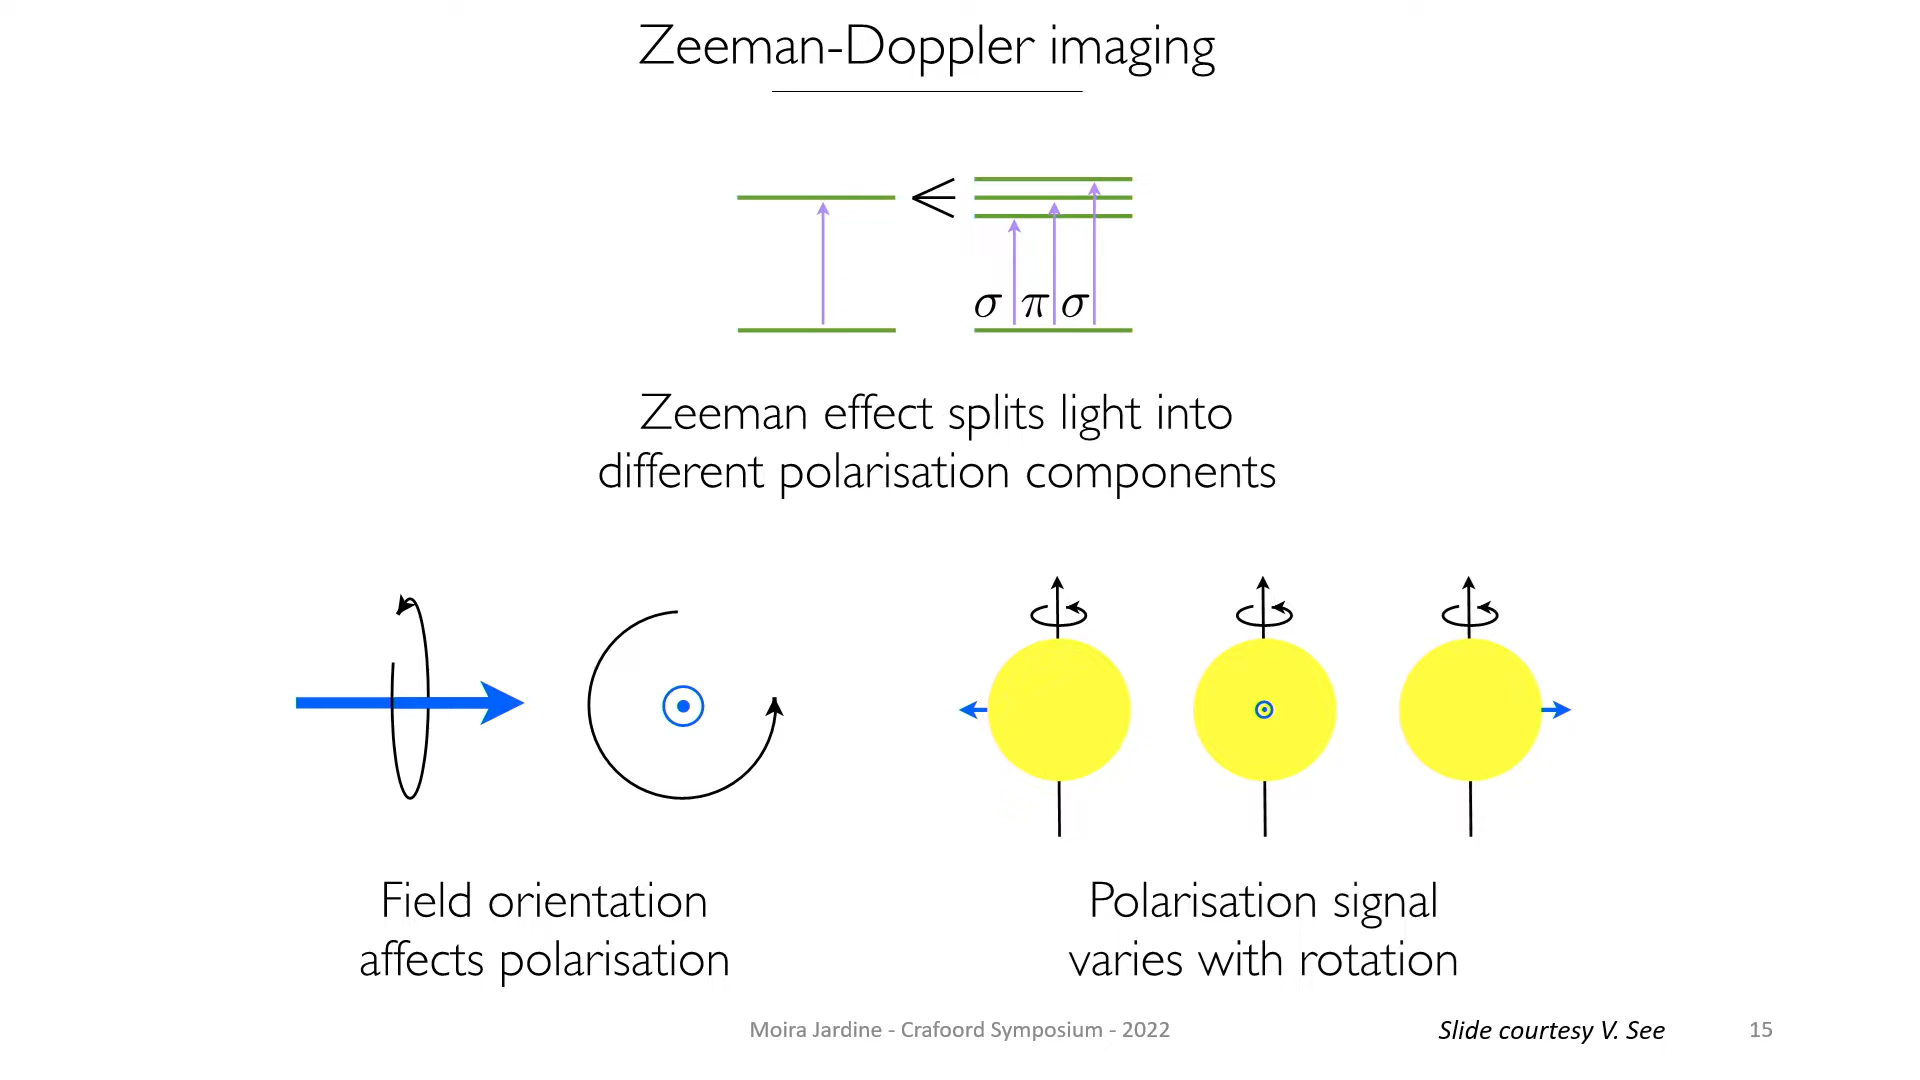 Zeeman-Doppler imaging
σ π σ
Zeeman effect splits light into
different polarisation components
Field orientation
affects polarisation
Polarisation signal
varies with rotation
Moira Jardine - Crafoord Symposium - 2022
Slide courtesy V. See
15